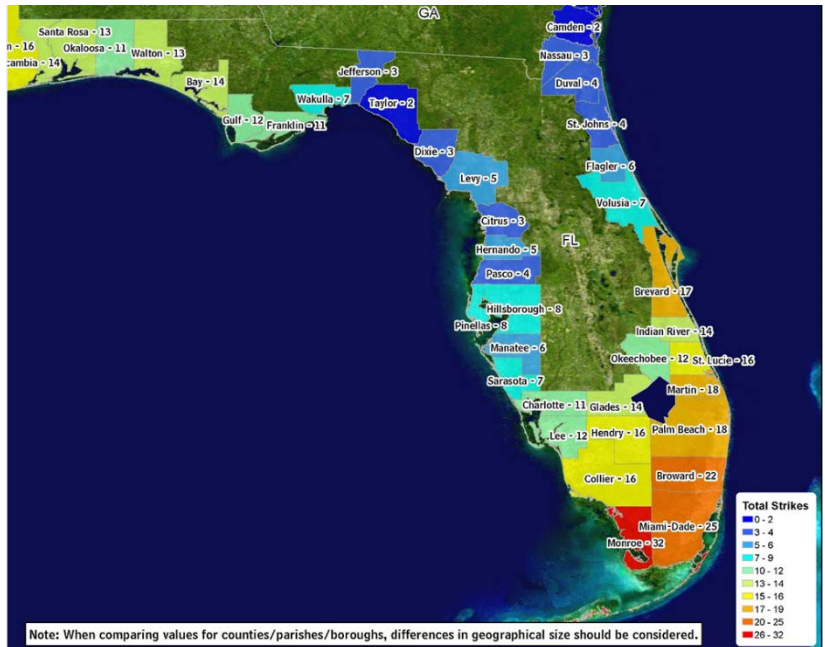 GA
Camden - 2
Santa Rosa - 13
Okaloosa - 11
Walton - 13
n - 16
cambia - 14
Nassau - 3
Jefferson - 3
Bay - 14
Duval - 4
Wakulla - 7
Taylor - 2
Gulf - 12
Franklin - 11
St. Johns - 4
Dixie - 3
Flagler - 6
Levy - 5
Volusia - 7
Citrus - 3
FL
Hernando - 5
Pasco - 4
Brevard - 17
Hillsborough - 8
Pinellas - 8
Indian River - 14
Manatee - 6
Okeechobee - 12
St. Lucie - 16
Sarasota - 7
Martin - 18
Charlotte - 11
Glades - 14
Lee - 12
Hendry - 16
Palm Beach - 18
Collier - 16
Broward - 22
Miami-Dade - 25
Monroe - 32
Total Strikes
0 - 2
3 - 4
5 - 6
7 - 9
10 - 12
13 - 14
15 - 16
17 - 19
20 - 25
26 - 32
Note: When comparing values for counties/parishes/boroughs, differences in geographical size should be considered.